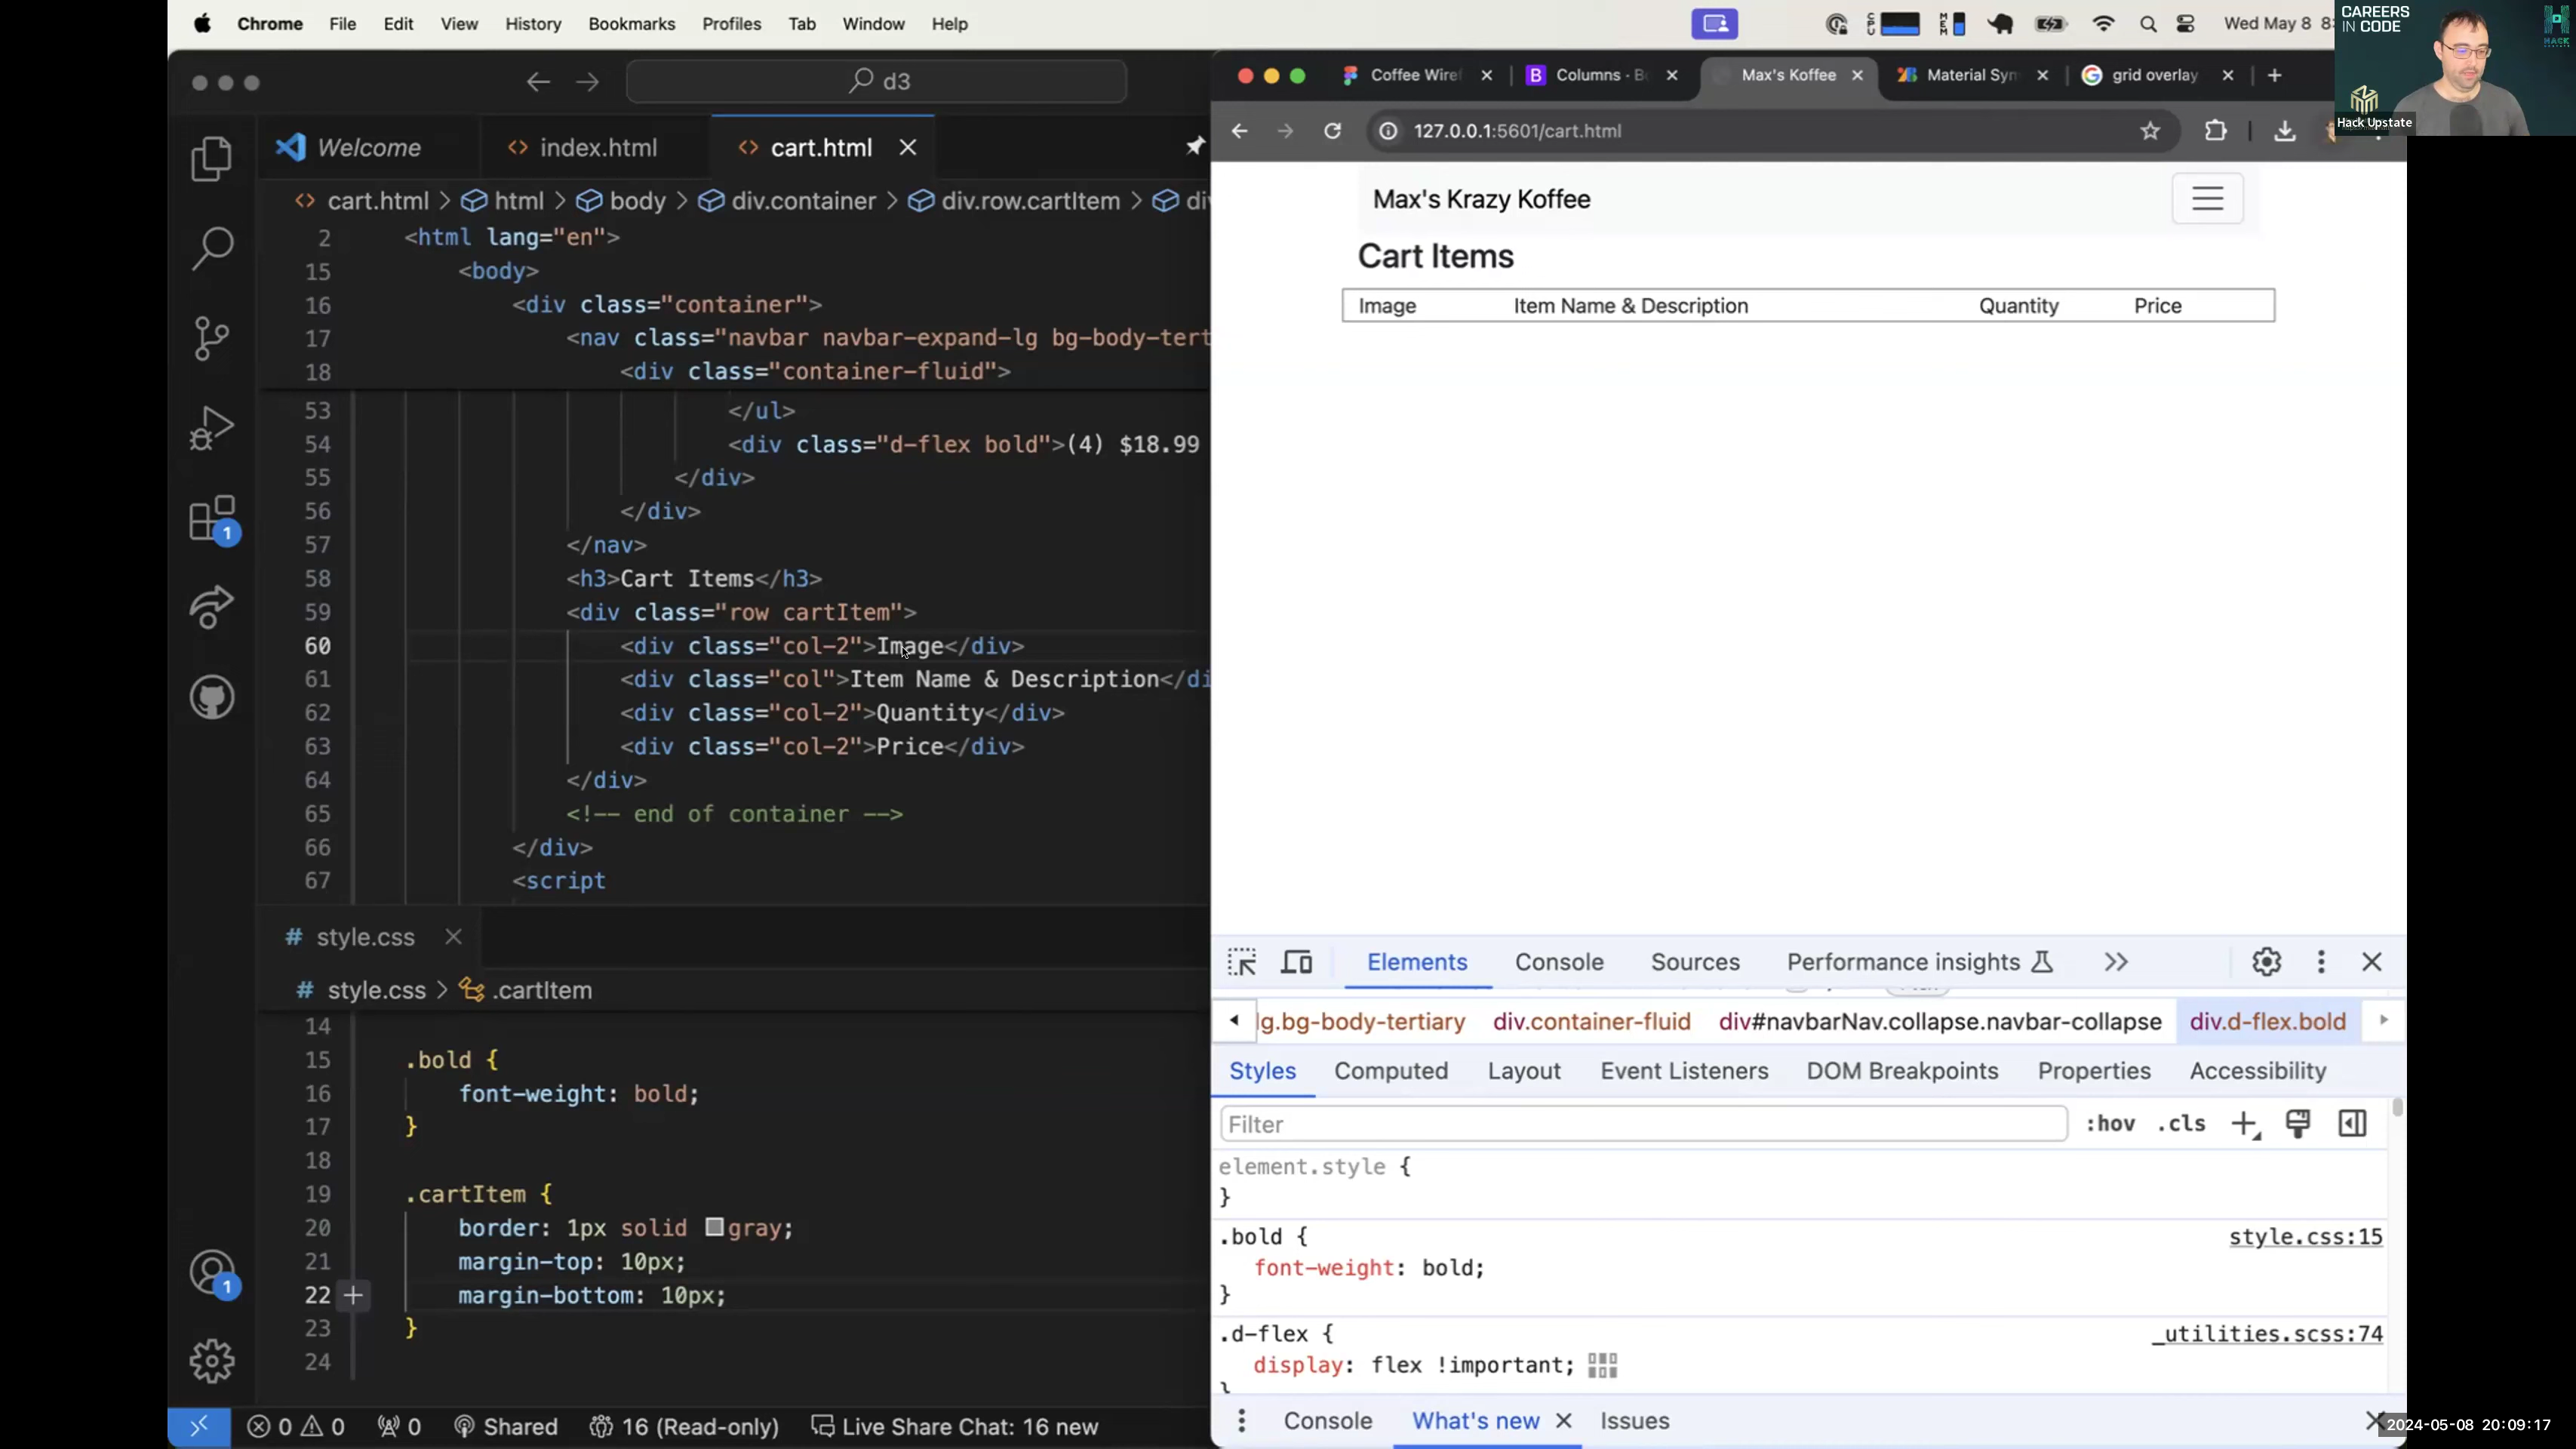 Chrome File Edit View History Bookmarks Profiles Tab Window Help
CPU MEM Wed May 8 8:
CAREERS IN CODE
HACK
Hack Upstate
d3
Welcome index.html cart.html
cart.html > html > body > div.container > div.row.cartItem > di
2 <html lang="en">
15 <body>
16 <div class="container">
17 <nav class="navbar navbar-expand-lg bg-body-tert
18 <div class="container-fluid">
53 </ul>
54 <div class="d-flex bold">(4) $18.99
55 </div>
56 </div>
57 </nav>
58 <h3>Cart Items</h3>
59 <div class="row cartItem">
60 <div class="col-2">Image</div>
61 <div class="col">Item Name & Description</di
62 <div class="col-2">Quantity</div>
63 <div class="col-2">Price</div>
64 </div>
65 <!-- end of container -->
66 </div>
67 <script
# style.css
# style.css > .cartItem
14
15 .bold {
16 font-weight: bold;
17 }
18
19 .cartItem {
20 border: 1px solid gray;
21 margin-top: 10px;
22 margin-bottom: 10px;
23 }
24
1
1
0 0 0 Shared 16 (Read-only) Live Share Chat: 16 new
Coffee Wiref Columns · Bo Max's Koffee Material Sym grid overlay
127.0.0.1:5601/cart.html
Max's Krazy Koffee
Cart Items
Image Item Name & Description Quantity Price
Elements Console Sources Performance insights
lg.bg-body-tertiary div.container-fluid div#navbarNav.collapse.navbar-collapse div.d-flex.bold
Styles Computed Layout Event Listeners DOM Breakpoints Properties Accessibility
Filter :hov .cls
element.style {
}
.bold { style.css:15
font-weight: bold;
}
.d-flex { _utilities.scss:74
display: flex !important;
}
Console What's new Issues
2024-05-08 20:09:17